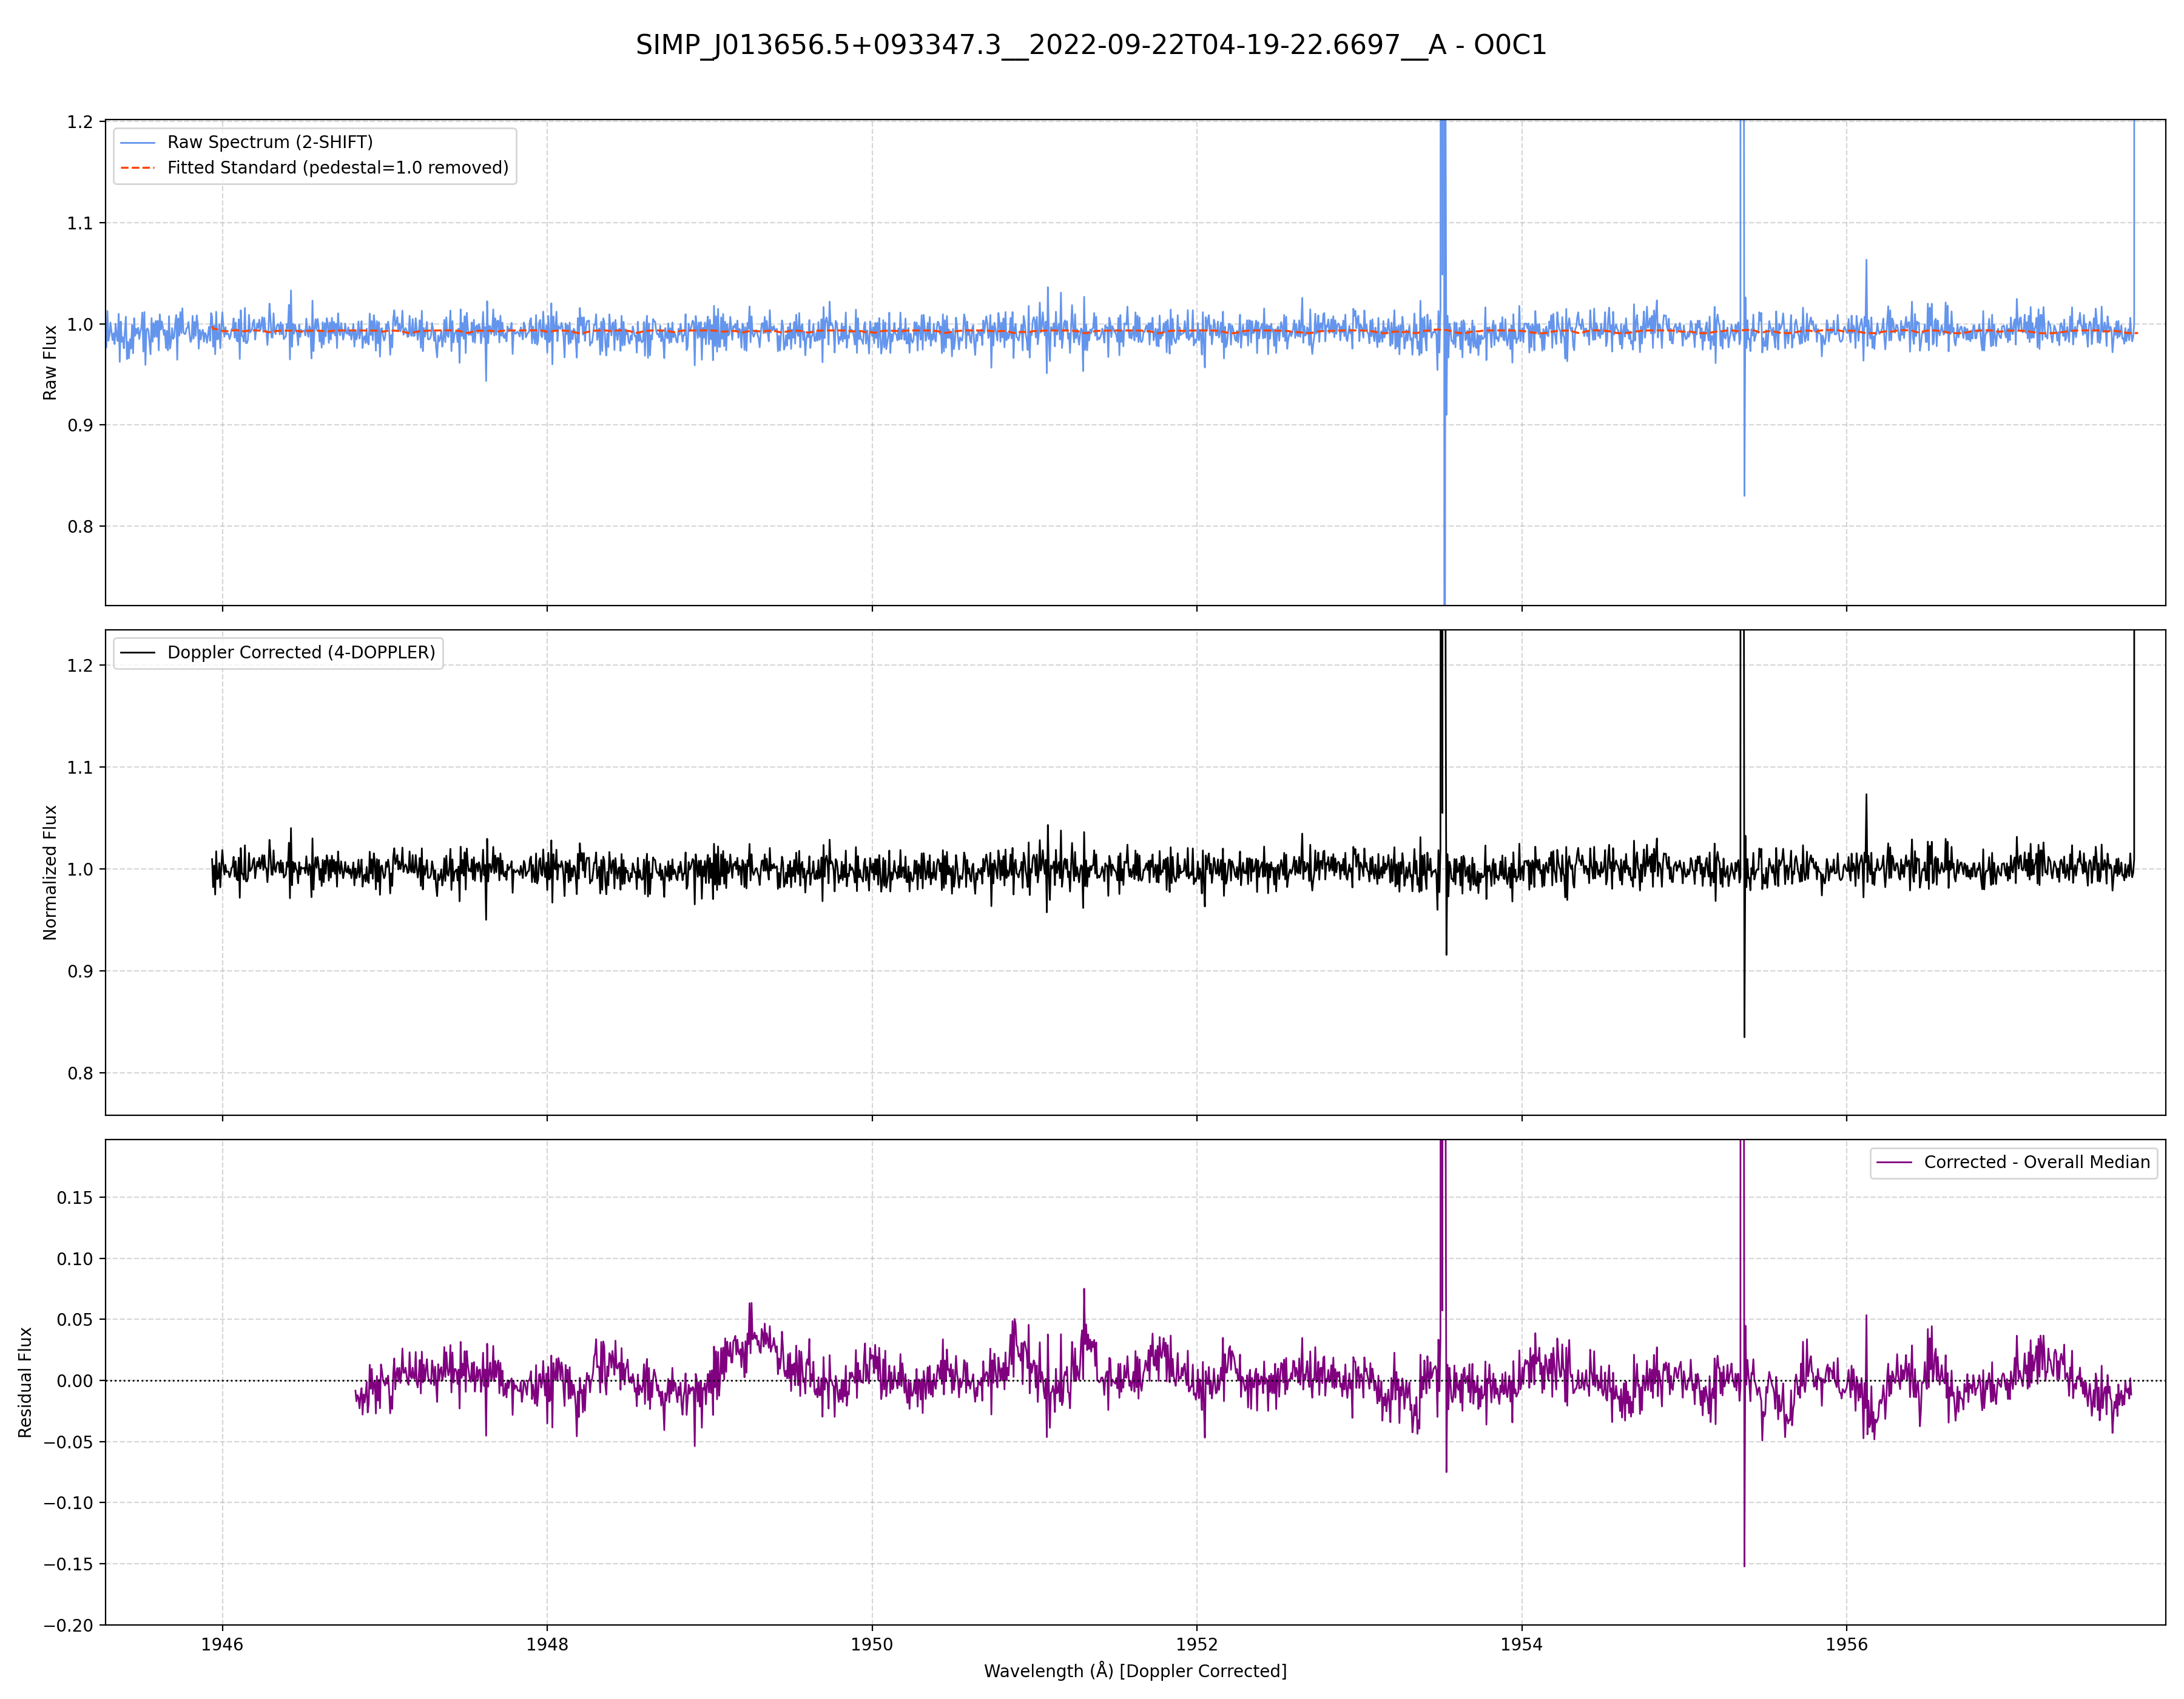 SIMP_J013656.5+093347.3__2022-09-22T04-19-22.6697__A - O0C1
Raw Spectrum (2-SHIFT)
Fitted Standard (pedestal=1.0 removed)
1.2
1.1
1.0
0.9
0.8
Raw Flux
Doppler Corrected (4-DOPPLER)
1.2
1.1
1.0
0.9
0.8
Normalized Flux
Corrected - Overall Median
0.15
0.10
0.05
0.00
−0.05
−0.10
−0.15
−0.20
Residual Flux
1946 1948 1950 1952 1954 1956
Wavelength (Å) [Doppler Corrected]